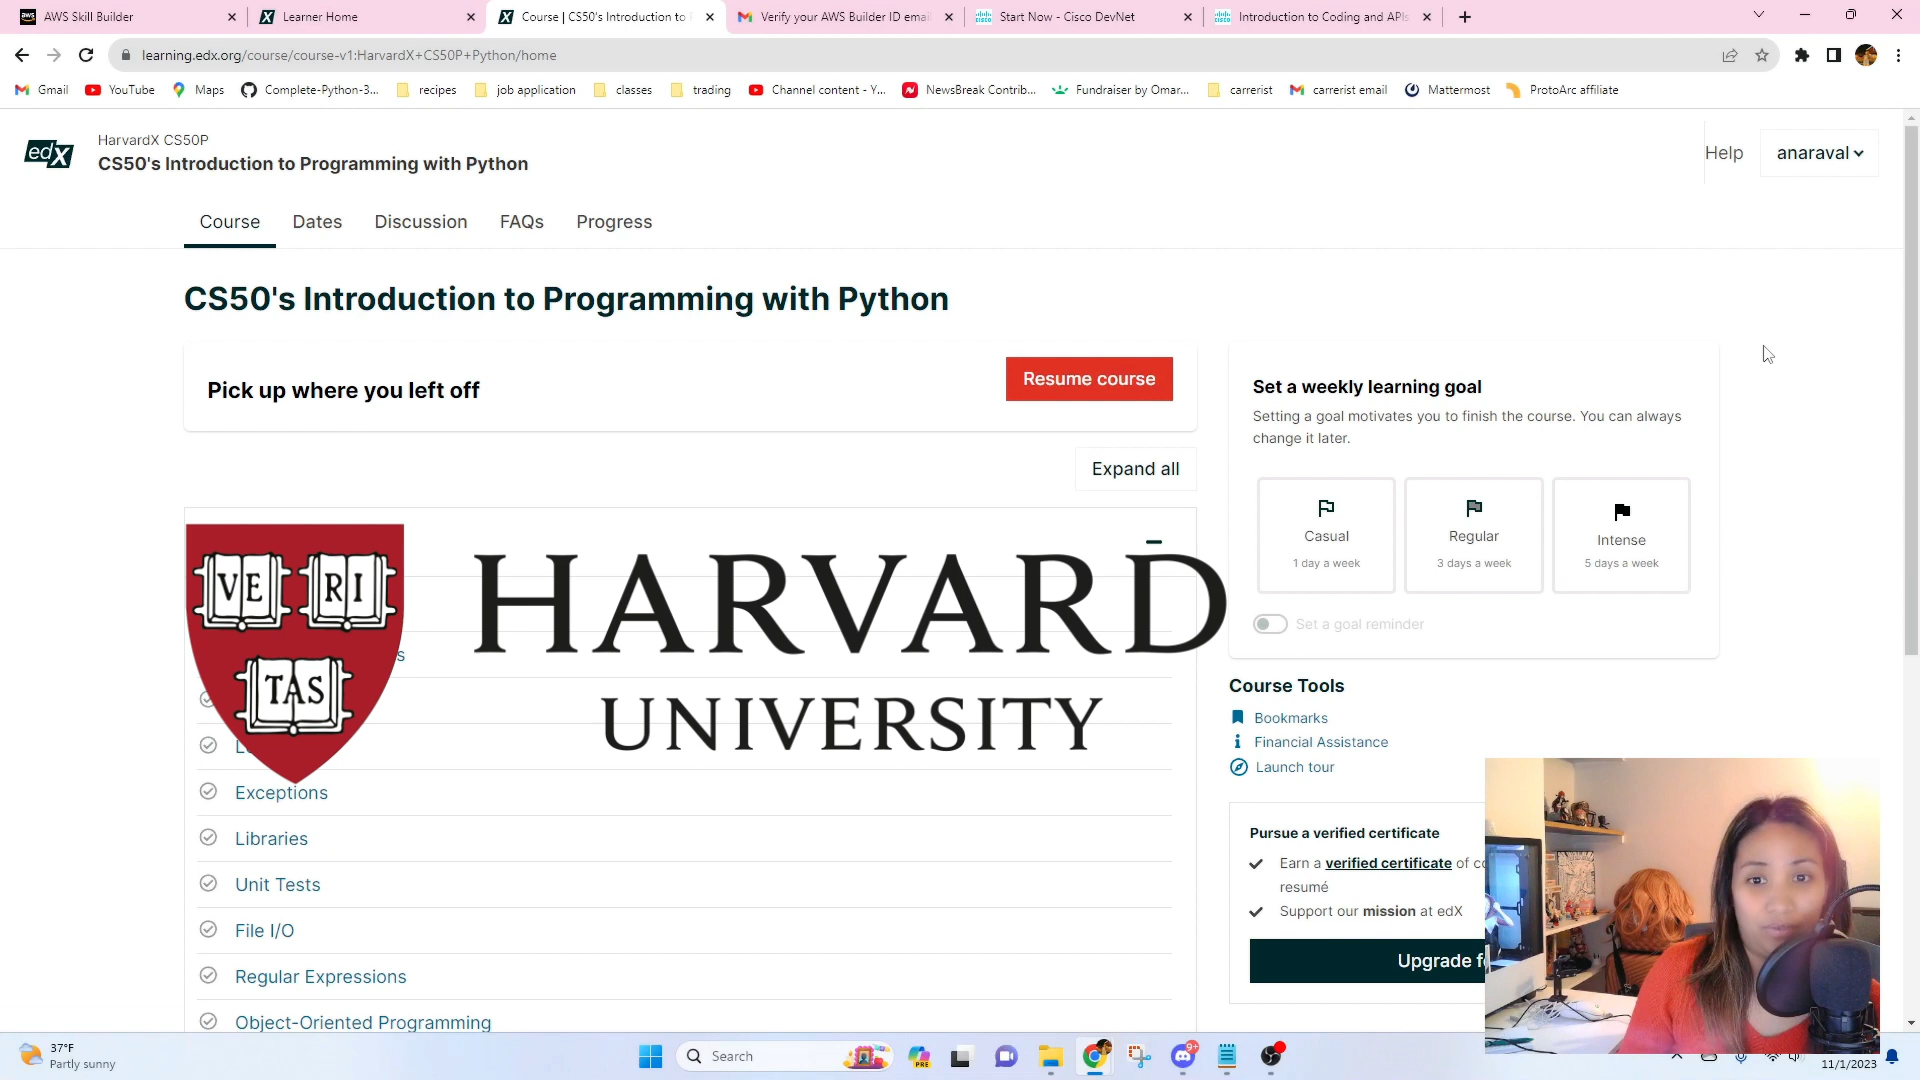 AWS Skill Builder
Learner Home
Course | CS50's Introduction to
Verify your AWS Builder ID email
Start Now - Cisco DevNet
Introduction to Coding and APIs
learning.edx.org/course/course-v1:HarvardX+CS50P+Python/home
Gmail
YouTube
Maps
Complete-Python-3...
recipes
job application
classes
trading
Channel content - Y...
NewsBreak Contrib...
Fundraiser by Omar...
carrerist
carrerist email
Mattermost
ProtoArc affiliate
edX
HarvardX CS50P
CS50's Introduction to Programming with Python
Help
anaraval
Course
Dates
Discussion
FAQs
Progress
CS50's Introduction to Programming with Python
Pick up where you left off
Resume course
Expand all
VE RI
TAS
HARVARD
UNIVERSITY
s
Exceptions
Libraries
Unit Tests
File I/O
Regular Expressions
Object-Oriented Programming
Set a weekly learning goal
Setting a goal motivates you to finish the course. You can always
change it later.
Casual
1 day a week
Regular
3 days a week
Intense
5 days a week
Set a goal reminder
Course Tools
Bookmarks
Financial Assistance
Launch tour
Pursue a verified certificate
Earn a verified certificate of
resumé
Support our mission at edX
Upgrade
37°F
Partly sunny
Search
PRE
9+
11/1/2023